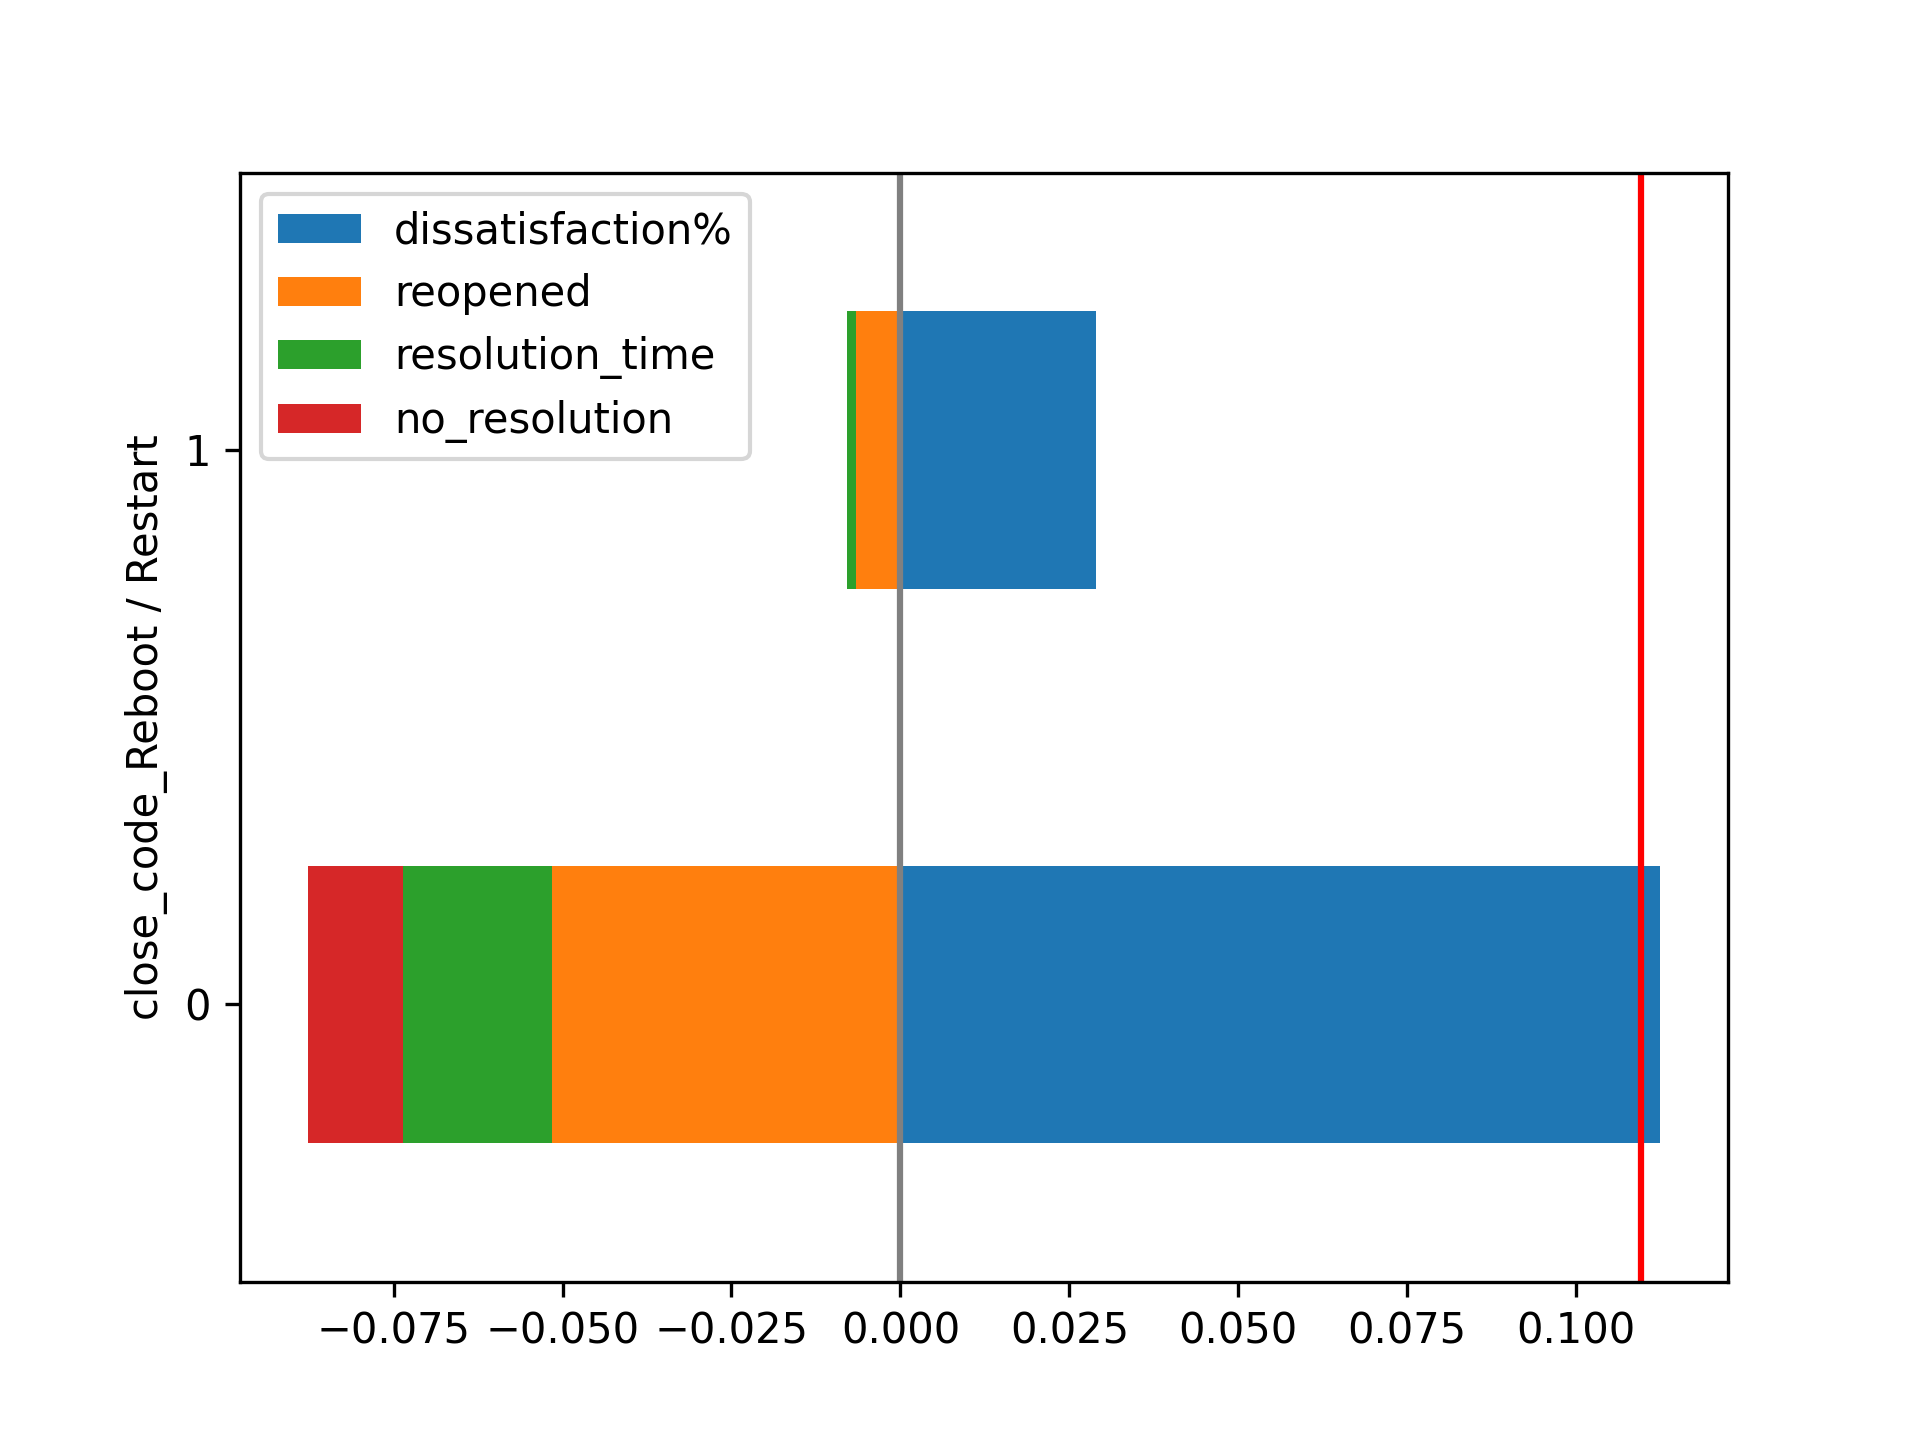 dissatisfaction%
reopened
resolution_time
no_resolution
close_code_Reboot / Restart
1
0
−0.075
−0.050
−0.025
0.000
0.025
0.050
0.075
0.100